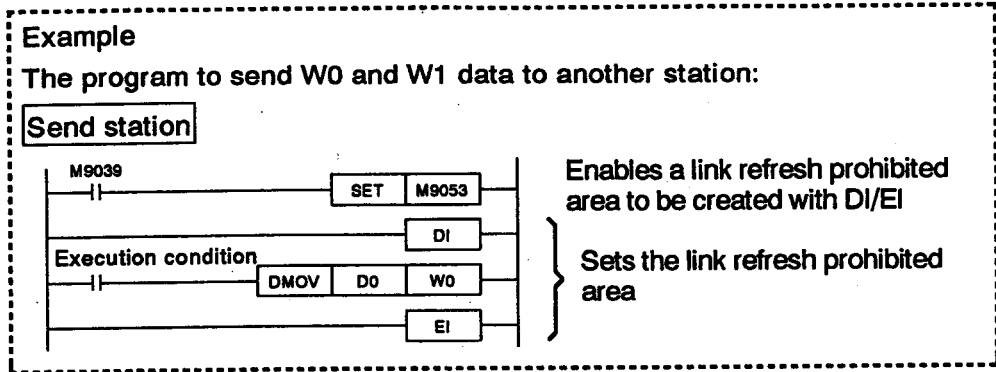 Example
The program to send W0 and W1 data to another station:
Send station
M9039
SET M9053
Enables a link refresh prohibited
area to be created with DI/EI
DI
Execution condition
DMOV D0 W0
Sets the link refresh prohibited
area
EI